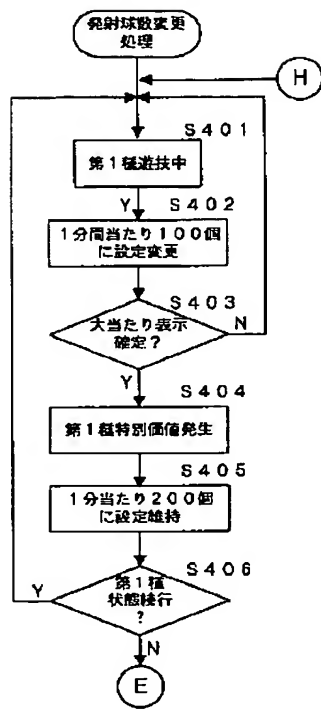 発射球数変更
処理
H
S401
第1種遊技中
Y
S402
1分間当たり100個
に設定変更
S403
大当たり表示
確定?
N
Y
S404
第1種特別価値発生
S405
1分当たり200個
に設定維持
S406
第1種
状態移行
?
Y
N
E